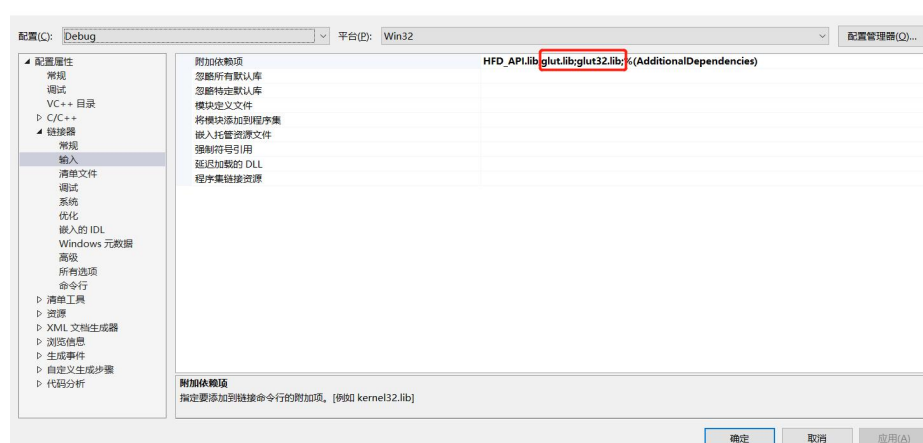 配置(C): Debug 平台(P): Win32 配置管理器(O)...
配置属性
常规
调试
VC++ 目录
C/C++
链接器
常规
输入
清单文件
调试
系统
优化
嵌入的 IDL
Windows 元数据
高级
所有选项
命令行
清单工具
资源
XML 文档生成器
浏览信息
生成事件
自定义生成步骤
代码分析
附加依赖项 HFD_API.lib;glut.lib;glut32.lib;%(AdditionalDependencies)
忽略所有默认库
忽略特定默认库
模块定义文件
将模块添加到程序集
嵌入托管资源文件
强制符号引用
延迟加载的 DLL
程序集链接资源
附加依赖项
指定要添加到链接命令行的附加项。[例如 kernel32.lib]
确定 取消 应用(A)